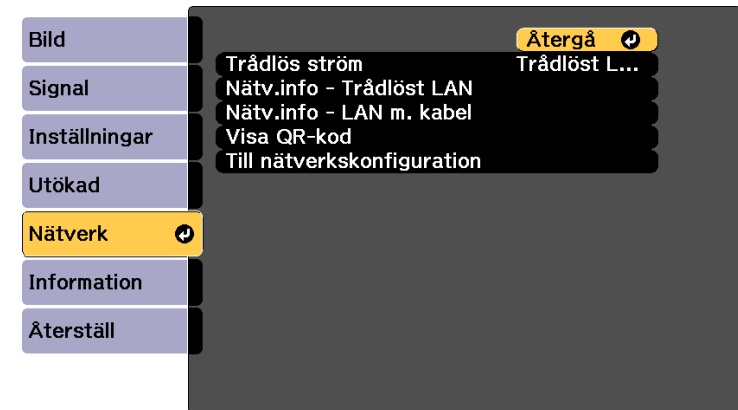 Bild
Signal
Inställningar
Utökad
Nätverk
Information
Återställ
Återgå
Trådlös ström Trådlöst L...
Nätv.info - Trådlöst LAN
Nätv.info - LAN m. kabel
Visa QR-kod
Till nätverkskonfiguration